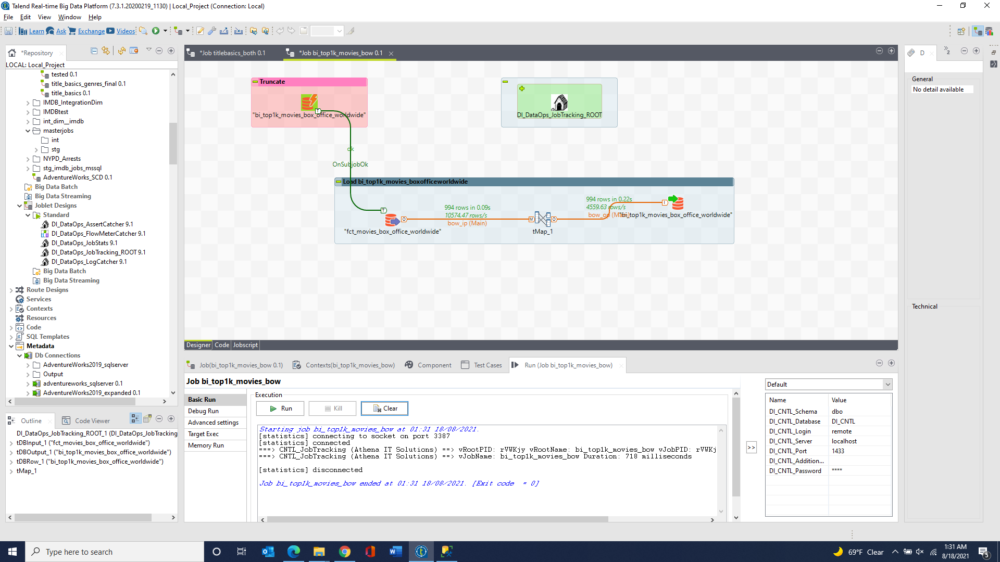 Talend Real-time Big Data Platform (7.3.1.20200219_1130) | Local_Project (Connection: Local)
File Edit View Window Help
Learn Ask Exchange Videos
*Repository
LOCAL: Local_Project
tested 0.1
title_basics_genres_final 0.1
title_basics 0.1
IMDB_IntegrationDim
IMDBtest
int_dim__imdb
masterjobs
int
stg
NYPD_Arrests
stg_imdb_jobs_mssql
AdventureWorks_SCD 0.1
Big Data Batch
Big Data Streaming
Joblet Designs
Standard
DI_DataOps_AssertCatcher 9.1
DI_DataOps_FlowMeterCatcher 9.1
DI_DataOps_JobStats 9.1
DI_DataOps_JobTracking_ROOT 9.1
DI_DataOps_LogCatcher 9.1
Big Data Batch
Big Data Streaming
Route Designs
Services
Contexts
Resources
Code
SQL Templates
Metadata
Db Connections
AdventureWorks2019_sqlserver
Output
adventureworks_sqlserver 0.1
AdventureWorks2019_expanded 0.1
Outline Code Viewer
DI_DataOps_JobTracking_ROOT_1 (DI_DataOps_JobTracking
tDBInput_1 ("fct_movies_box_office_worldwide")
tDBOutput_1 ("bi_top1k_movies_box_office_worldwide")
tDBRow_1 ("bi_top1k_movies_box_office_worldwide")
tMap_1
*Job titlebasics_both 0.1
*Job bi_top1k_movies_bow 0.1
Truncate
"bi_top1k_movies_box_office_worldwide"
DI_DataOps_JobTracking_ROOT
ok
OnSubjobOk
Load bi_top1k_movies_boxofficeworldwide
"fct_movies_box_office_worldwide"
994 rows in 0.09s
10574.47 rows/s
bow_ip (Main)
tMap_1
994 rows in 0.22s
4559.63 rows/s
bow_op (Main)
"bi_top1k_movies_box_office_worldwide"
Designer Code Jobscript
Job(bi_top1k_movies_bow 0.1) Contexts(bi_top1k_movies_bow) Component Test Cases Run (Job bi_top1k_movies_bow)
Job bi_top1k_movies_bow
Basic Run
Debug Run
Advanced settings
Target Exec
Memory Run
Execution
Run Kill Clear
Starting job bi_top1k_movies_bow at 01:31 18/08/2021.
[statistics] connecting to socket on port 3387
[statistics] connected
===> CNTL_JobTracking (Athena IT Solutions) ==> vRootPID: rVWKjy vRootName: bi_top1k_movies_bow vJobPID: rVWKj
===> CNTL_JobTracking (Athena IT Solutions) ==> vJobName: bi_top1k_movies_bow Duration: 718 milliseconds
[statistics] disconnected
Job bi_top1k_movies_bow ended at 01:31 18/08/2021. [Exit code  = 0]
>>
Default
Name Value
DI_CNTL_Schema dbo
DI_CNTL_Database DI_CNTL
DI_CNTL_Login remote
DI_CNTL_Server localhost
DI_CNTL_Port 1433
DI_CNTL_Addition...
DI_CNTL_Password ****
D
2
General
No detail available
Technical
Type here to search
69°F Clear
1:31 AM
8/18/2021
5